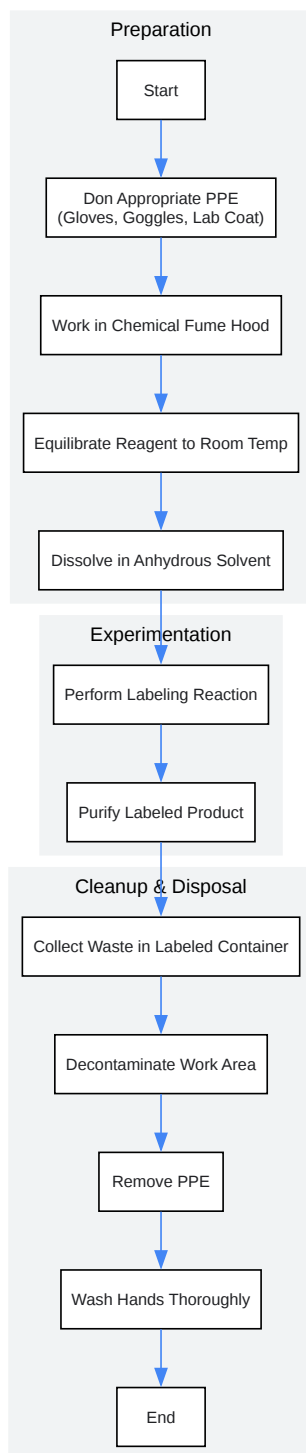 Preparation
Start
Don Appropriate PPE
(Gloves, Goggles, Lab Coat)
Work in Chemical Fume Hood
Equilibrate Reagent to Room Temp
Dissolve in Anhydrous Solvent
Experimentation
Perform Labeling Reaction
Purify Labeled Product
Cleanup & Disposal
Collect Waste in Labeled Container
Decontaminate Work Area
Remove PPE
Wash Hands Thoroughly
End